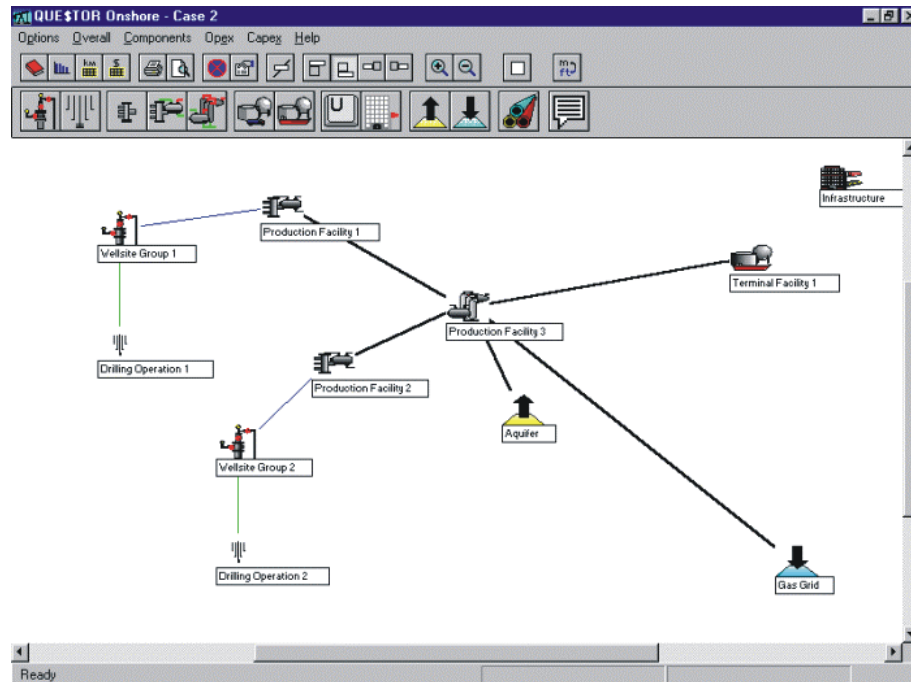 QUE$TOR Onshore - Case 2
Options Overall Components Opex Capex Help
km
$
m
ft
Infrastructure
Production Facility 1
Wellsite Group 1
Terminal Facility 1
Production Facility 3
Drilling Operation 1
Production Facility 2
Aquifer
Wellsite Group 2
Drilling Operation 2
Gas Grid
Ready